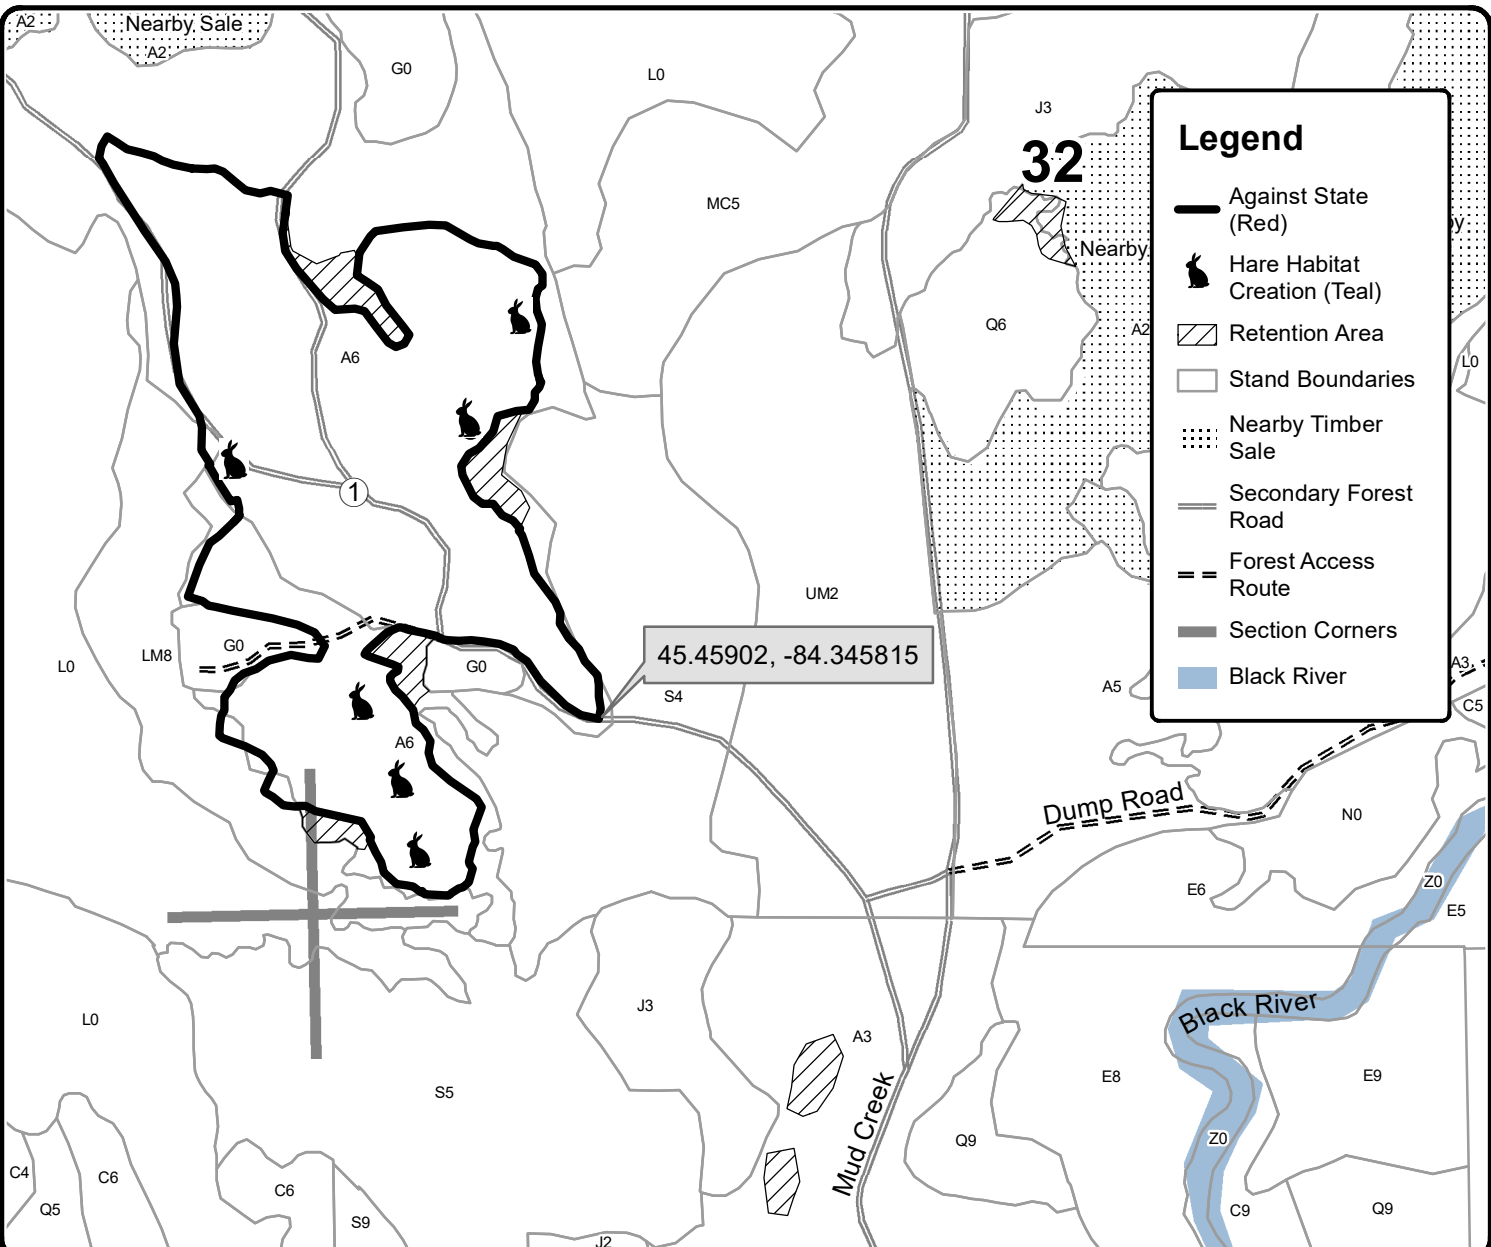 A2
Nearby Sale
A2
G0
L0
J3
32
MC5
Nearby
by
Q6
A2
L0
A6
1
UM2
45.45902, -84.345815
L0
LM8
G0
G0
S4
A5
A3
C5
A6
Dump Road
N0
Z0
E6
E5
L0
J3
A3
Black River
S5
E8
E9
Mud Creek
Z0
Q9
C4
C6
Q5
C6
S9
J2
C9
Q9
Legend
Against State
(Red)
Hare Habitat
Creation (Teal)
Retention Area
Stand Boundaries
Nearby Timber
Sale
Secondary Forest
Road
Forest Access
Route
Section Corners
Black River